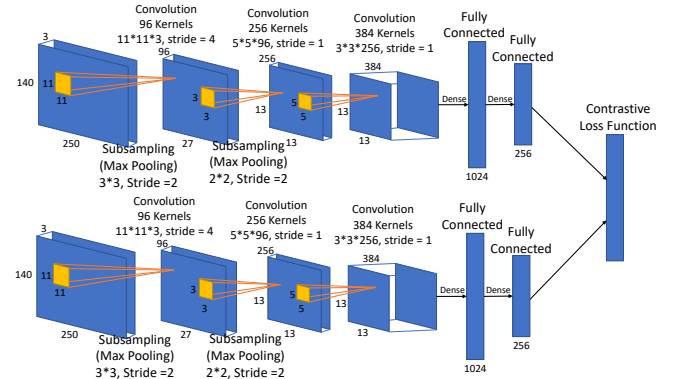 Convolution
96 Kernels
11*11*3, stride = 4
Convolution
256 Kernels
5*5*96, stride = 1
Convolution
384 Kernels
3*3*256, stride = 1
Fully
Connected
Fully
Connected
3
96
256
384
140
11
11
3
3
5
5
13
13
Dense
Dense
Contrastive
Loss Function
250
27
13
13
1024
256
Subsampling
(Max Pooling)
3*3, Stride =2
Subsampling
(Max Pooling)
2*2, Stride =2
Convolution
96 Kernels
11*11*3, stride = 4
Convolution
256 Kernels
5*5*96, stride = 1
Convolution
384 Kernels
3*3*256, stride = 1
Fully
Connected
Fully
Connected
3
96
256
384
140
11
11
3
3
5
5
13
13
Dense
Dense
250
27
13
13
1024
256
Subsampling
(Max Pooling)
3*3, Stride =2
Subsampling
(Max Pooling)
2*2, Stride =2